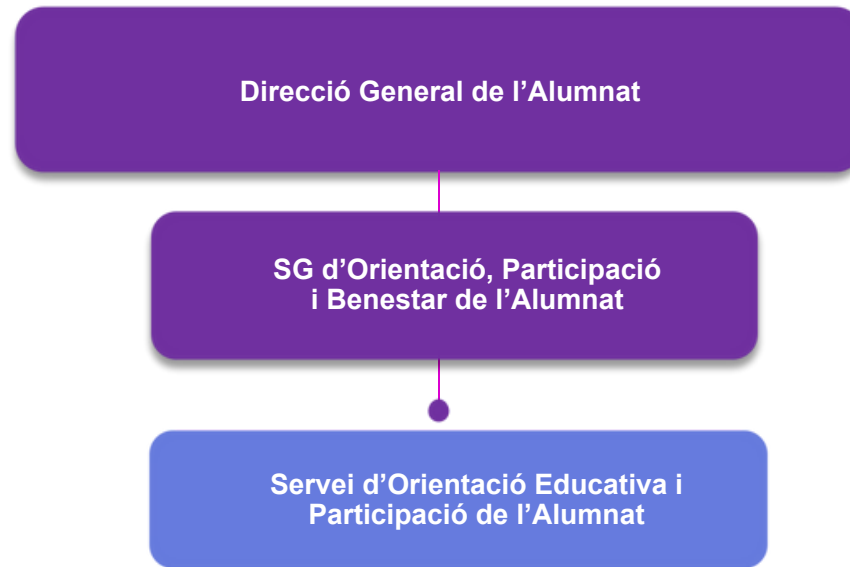 Direcció General de l’Alumnat
SG d’Orientació, Participació
i Benestar de l’Alumnat
Servei d’Orientació Educativa i
Participació de l’Alumnat